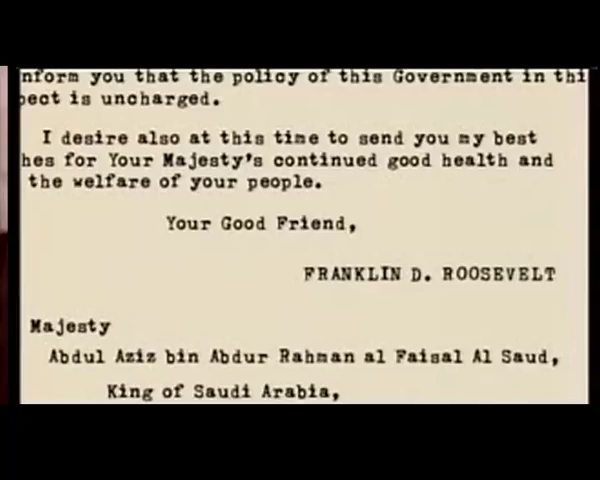 nform you that the policy of this Government in thi
pect is uncharged.
I desire also at this time to send you my best
hes for Your Majesty's continued good health and
the welfare of your people.
Your Good Friend,
FRANKLIN D. ROOSEVELT
Majesty
Abdul Aziz bin Abdur Rahman al Faisal Al Saud,
King of Saudi Arabia,